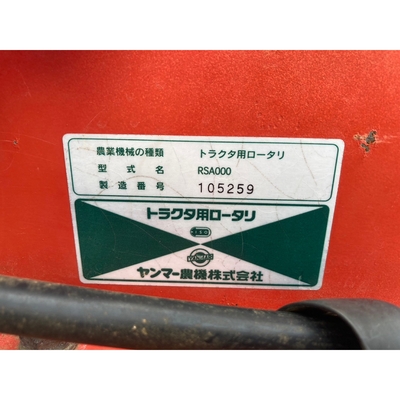 農業機械の種類 トラクタ用ロータリ
型式名 RSA000
製造番号 105259
トラクタ用ロータリ
ヤンマー農機株式会社